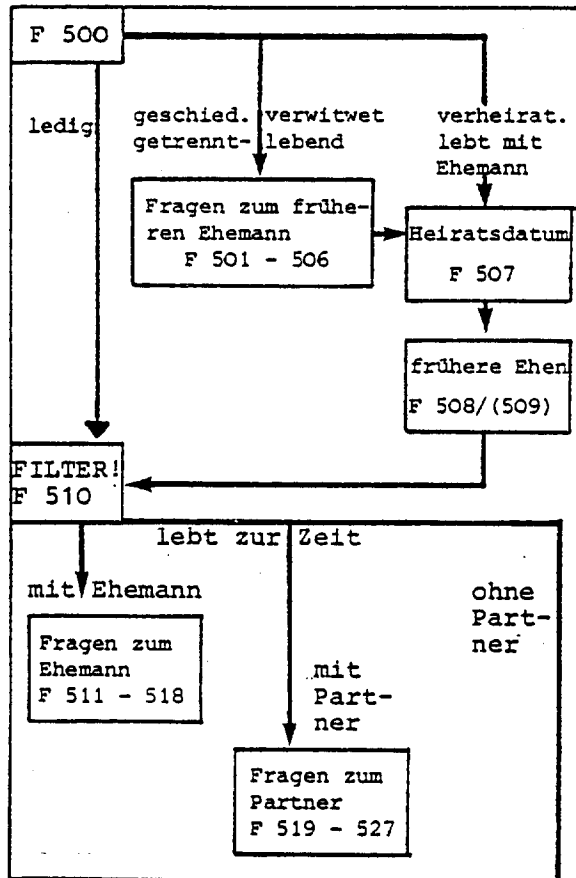 F 500
ledig
geschied. verwitwet
getrennt- lebend
verheirat.
lebt mit
Ehemann
Fragen zum frühe-
ren Ehemann
F 501 - 506
Heiratsdatum
F 507
frühere Ehen
F 508/(509)
FILTER!
F 510
lebt zur Zeit
mit Ehemann
Fragen zum
Ehemann
F 511 - 518
mit
Part-
ner
Fragen zum
Partner
F 519 - 527
ohne
Part-
ner